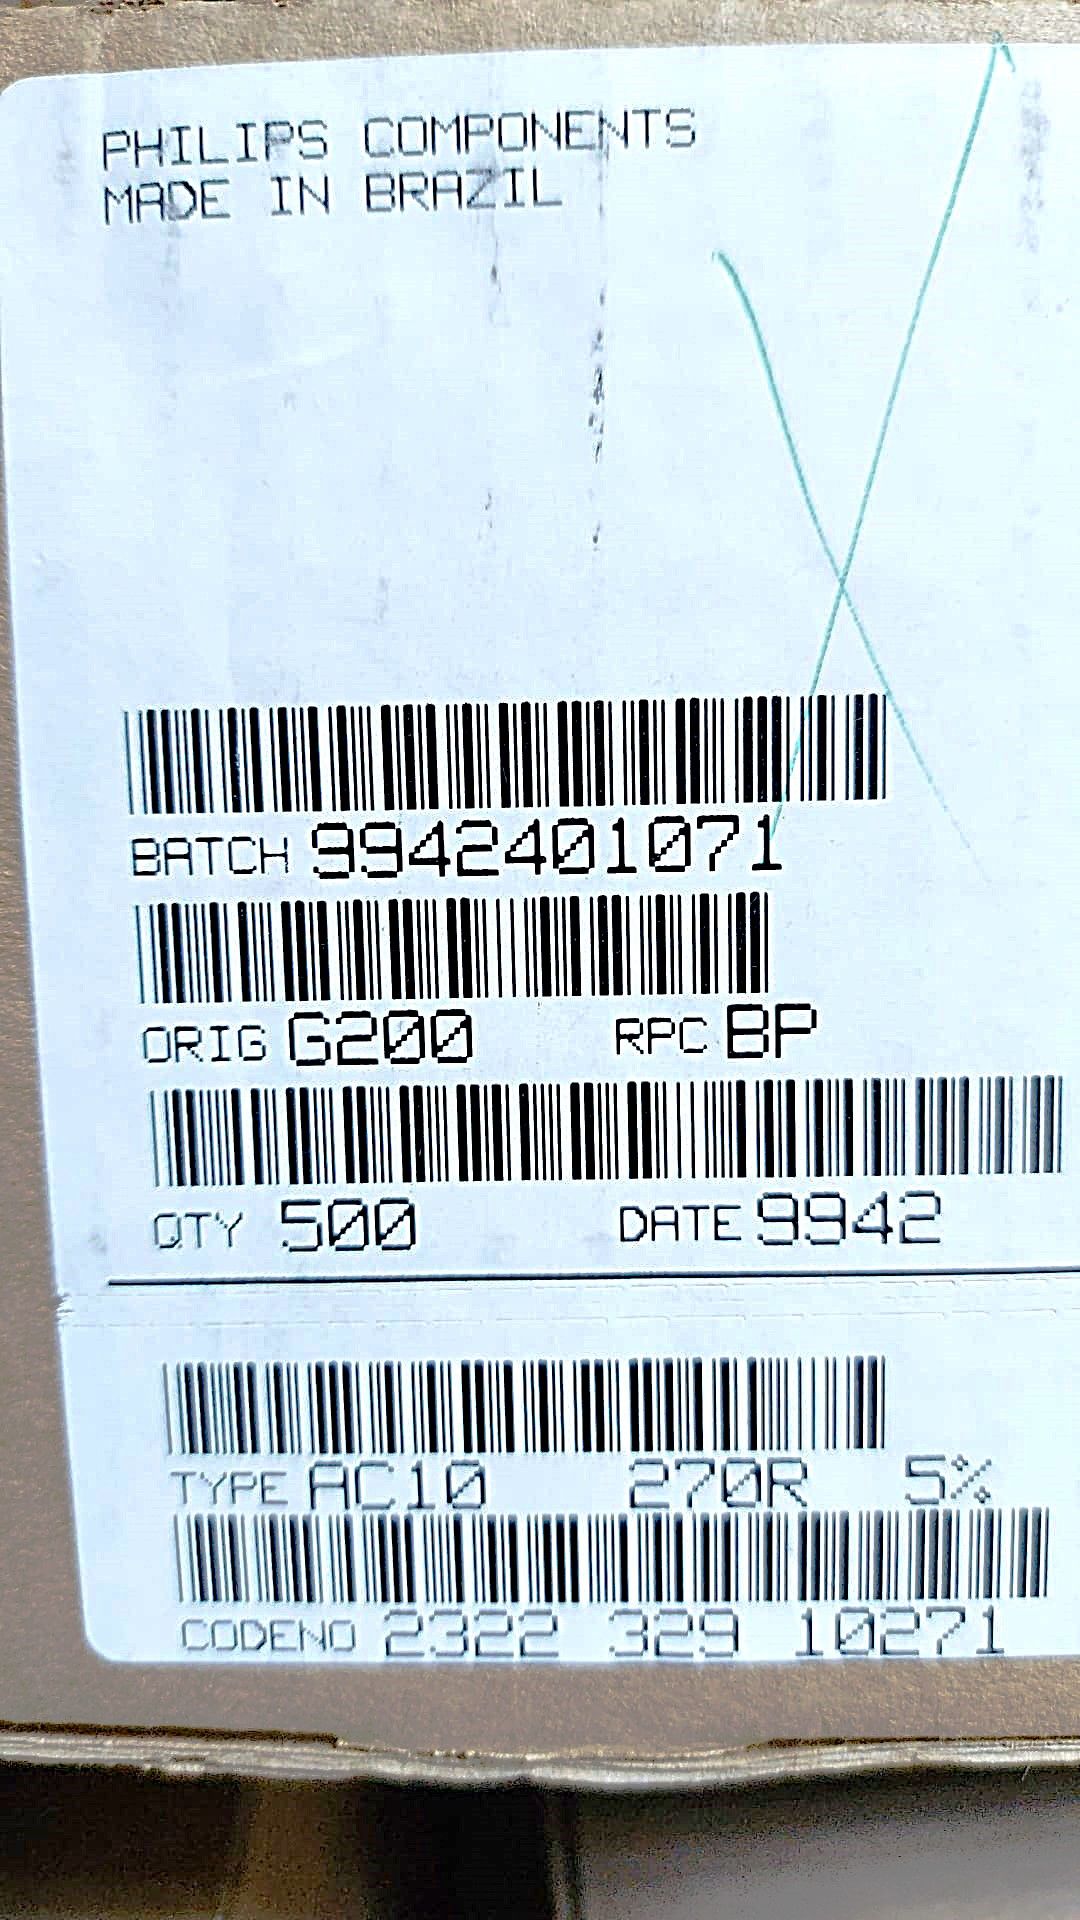 PHILIPS COMPONENTS
MADE IN BRAZIL
BATCH 9942401071
ORIG G200 RPC BP
QTY 500 DATE 9942
TYPE AC10 270R 5%
CODENO 2322 329 10271